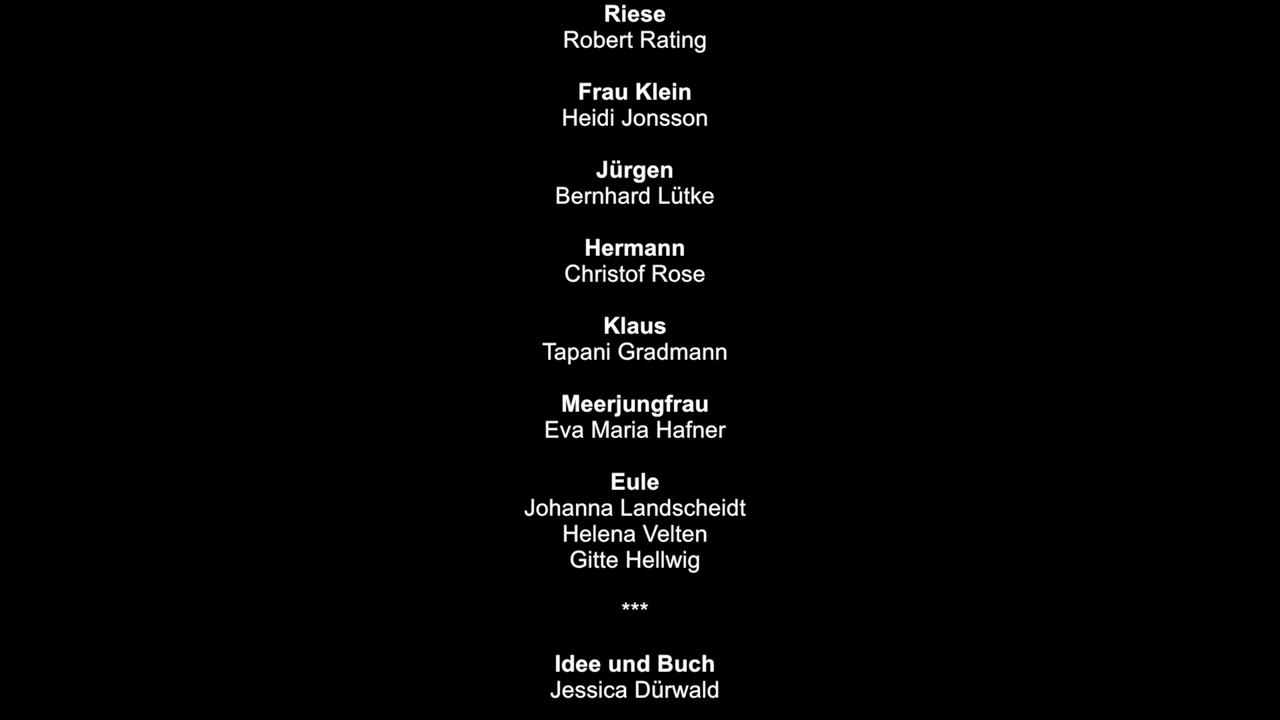 Riese
Robert Rating
Frau Klein
Heidi Jonsson
Jürgen
Bernhard Lütke
Hermann
Christof Rose
Klaus
Tapani Gradmann
Meerjungfrau
Eva Maria Hafner
Eule
Johanna Landscheidt
Helena Velten
Gitte Hellwig
***
Idee und Buch
Jessica Dürwald